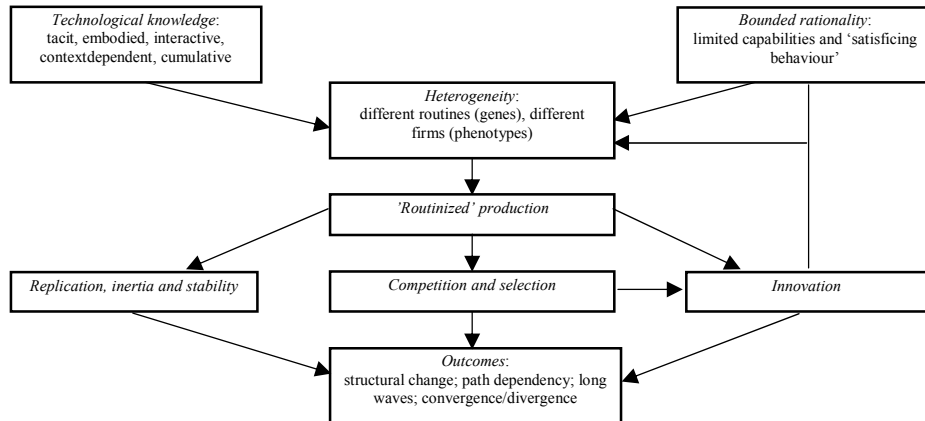 Technological knowledge:
tacit, embodied, interactive,
contextdependent, cumulative
Bounded rationality:
limited capabilities and ‘satisficing
behaviour’
Heterogeneity:
different routines (genes), different
firms (phenotypes)
’Routinized’ production
Replication, inertia and stability
Competition and selection
Innovation
Outcomes:
structural change; path dependency; long
waves; convergence/divergence